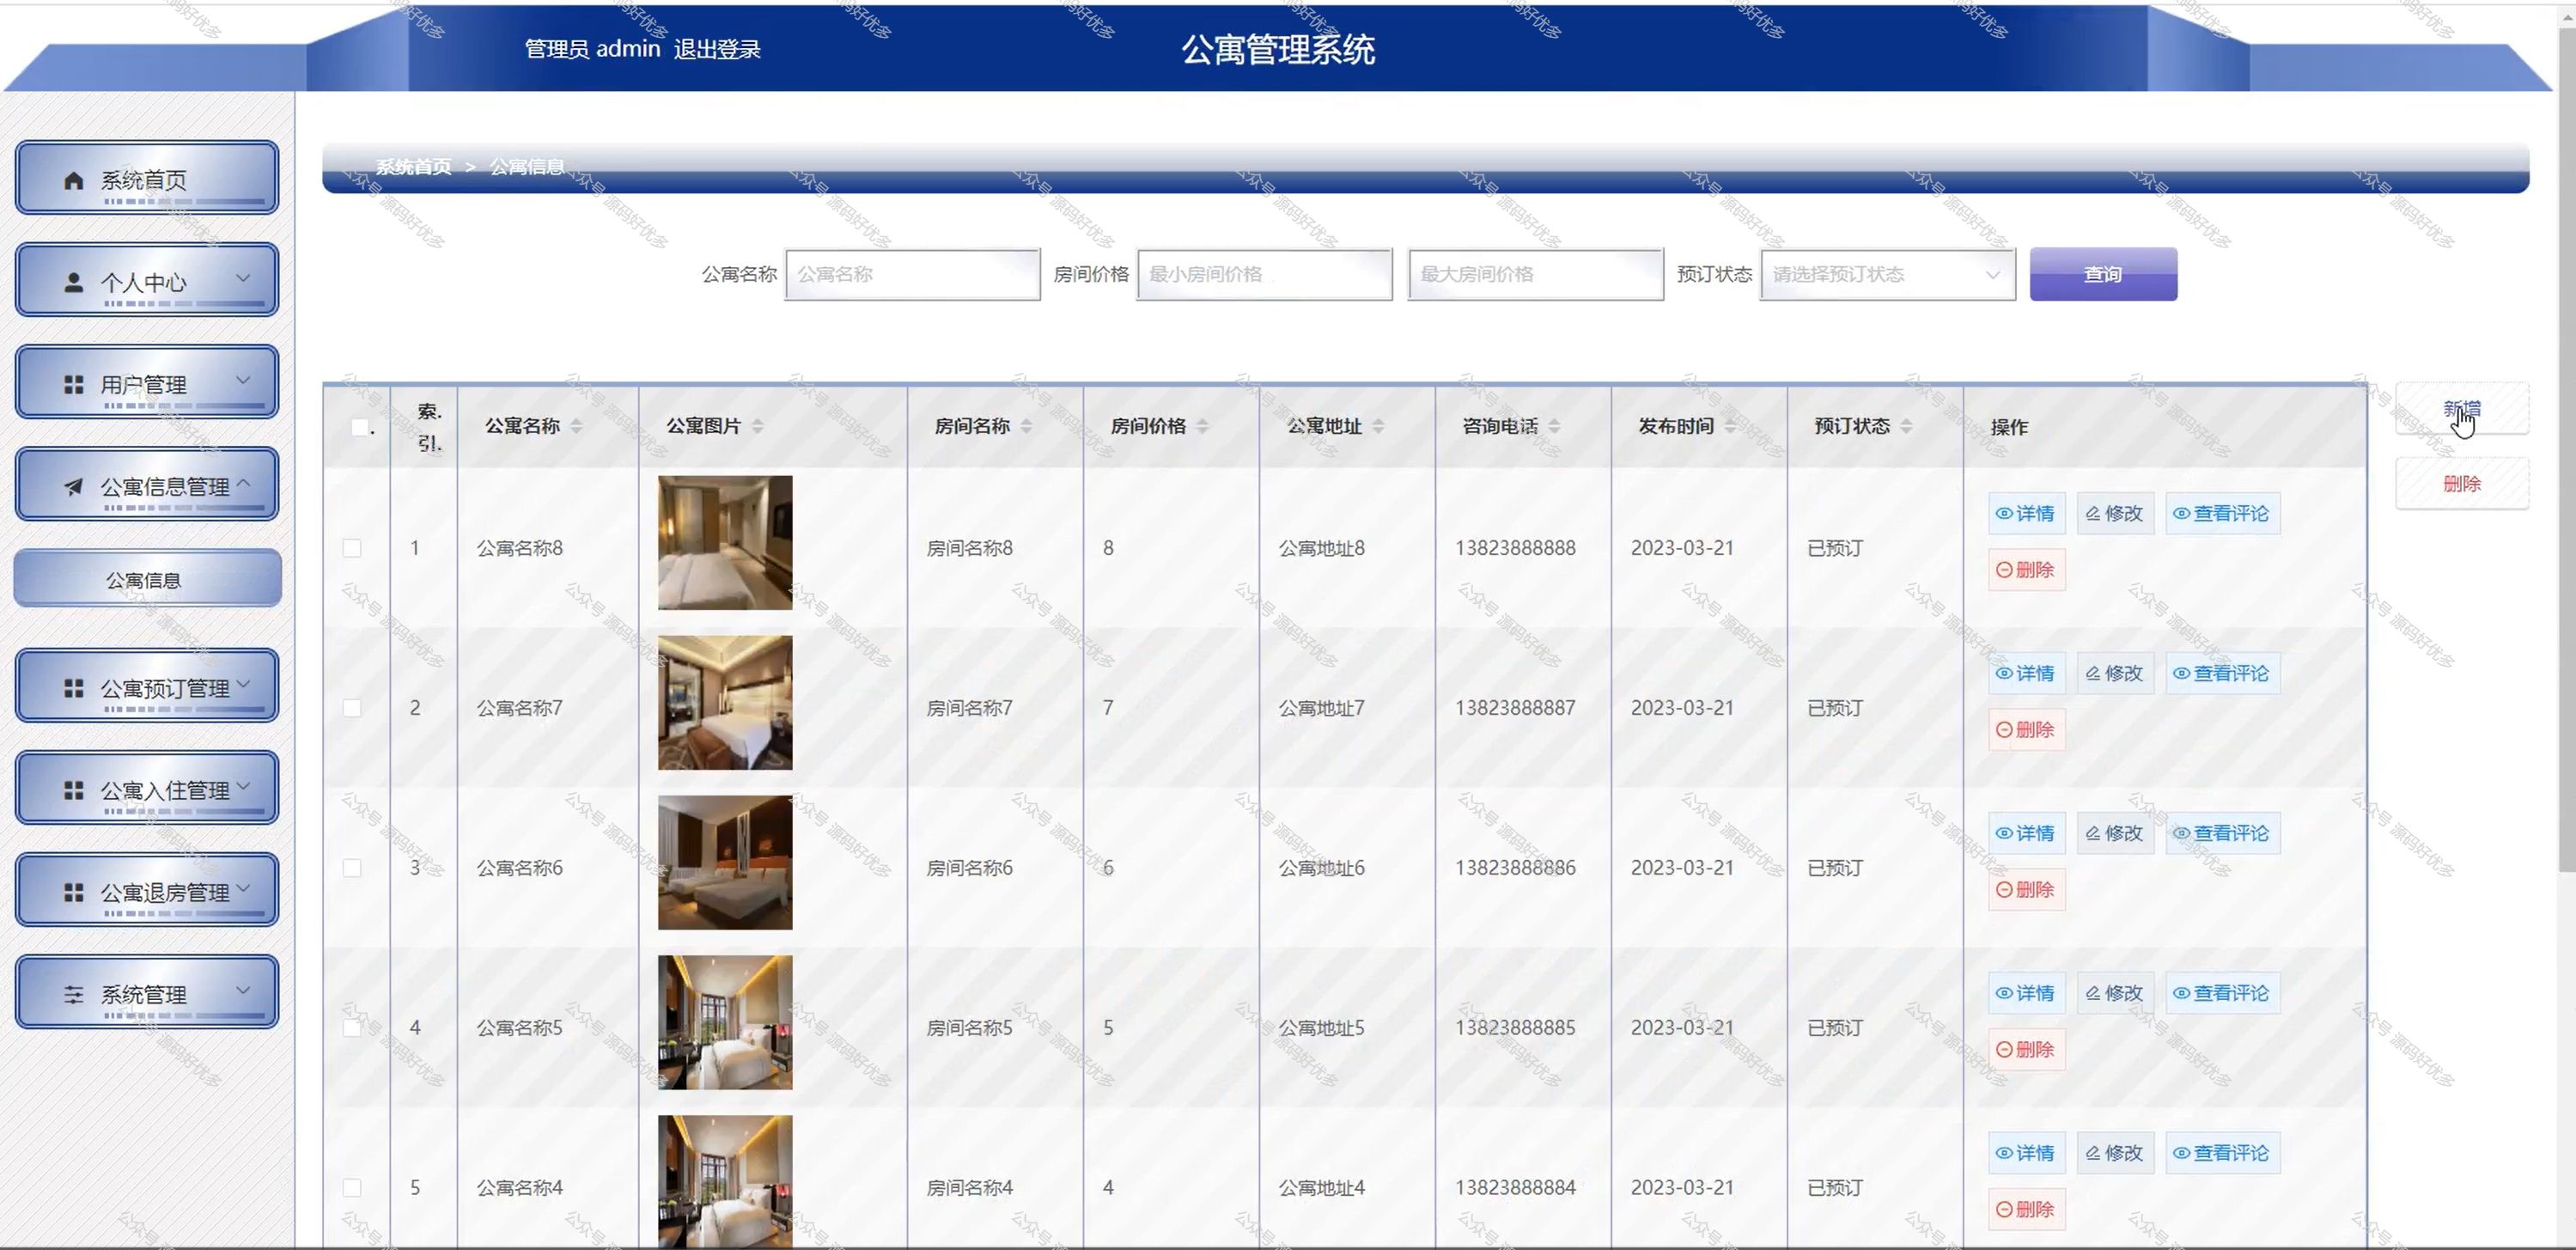 管理员 admin 退出登录
公寓管理系统
系统首页
个人中心
用户管理
公寓信息管理
公寓信息
公寓预订管理
公寓入住管理
公寓退房管理
系统管理
系统首页 > 公寓信息
公寓名称 公寓名称 房间价格 最小房间价格 最大房间价格 预订状态 请选择预订状态 查询
新增
删除
索引 公寓名称 公寓图片 房间名称 房间价格 公寓地址 咨询电话 发布时间 预订状态 操作
1 公寓名称8 房间名称8 8 公寓地址8 13823888888 2023-03-21 已预订 详情 修改 查看评论
删除
2 公寓名称7 房间名称7 7 公寓地址7 13823888887 2023-03-21 已预订 详情 修改 查看评论
删除
3 公寓名称6 房间名称6 6 公寓地址6 13823888886 2023-03-21 已预订 详情 修改 查看评论
删除
4 公寓名称5 房间名称5 5 公寓地址5 13823888885 2023-03-21 已预订 详情 修改 查看评论
删除
5 公寓名称4 房间名称4 4 公寓地址4 13823888884 2023-03-21 已预订 详情 修改 查看评论
删除
公众号 源码好优多